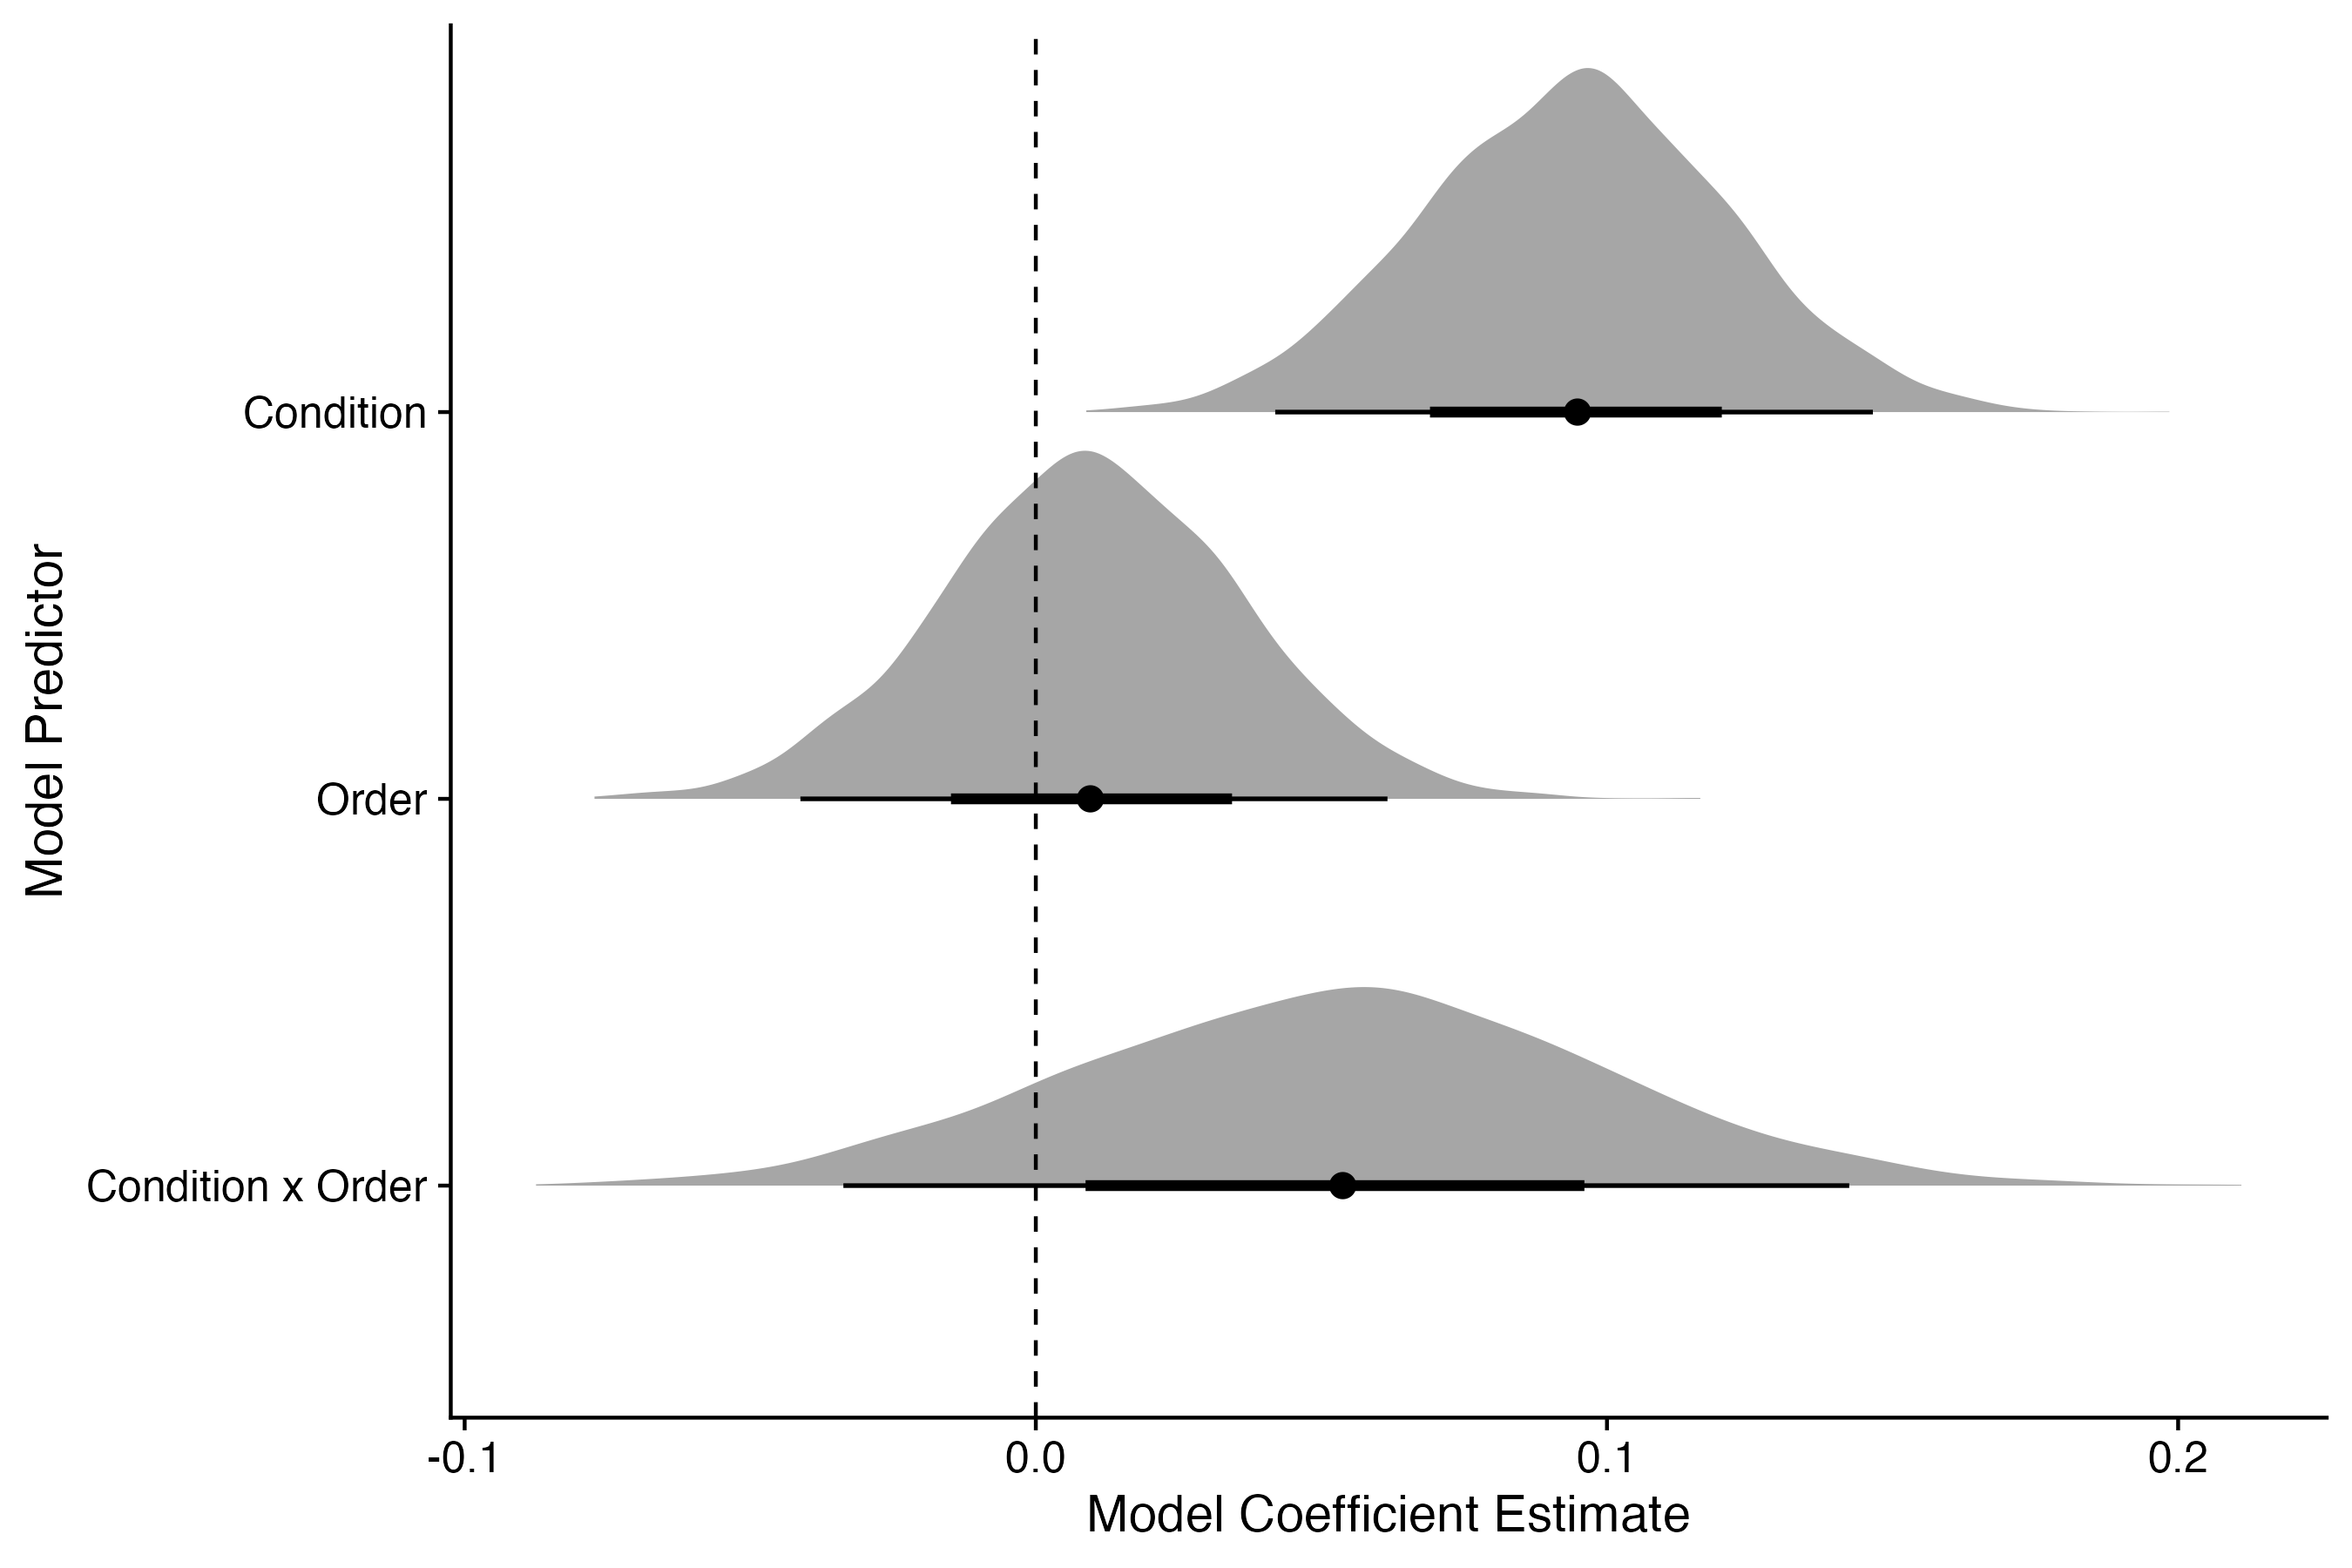 Model Predictor
Condition
Order
Condition x Order
-0.1 0.0 0.1 0.2
Model Coefficient Estimate